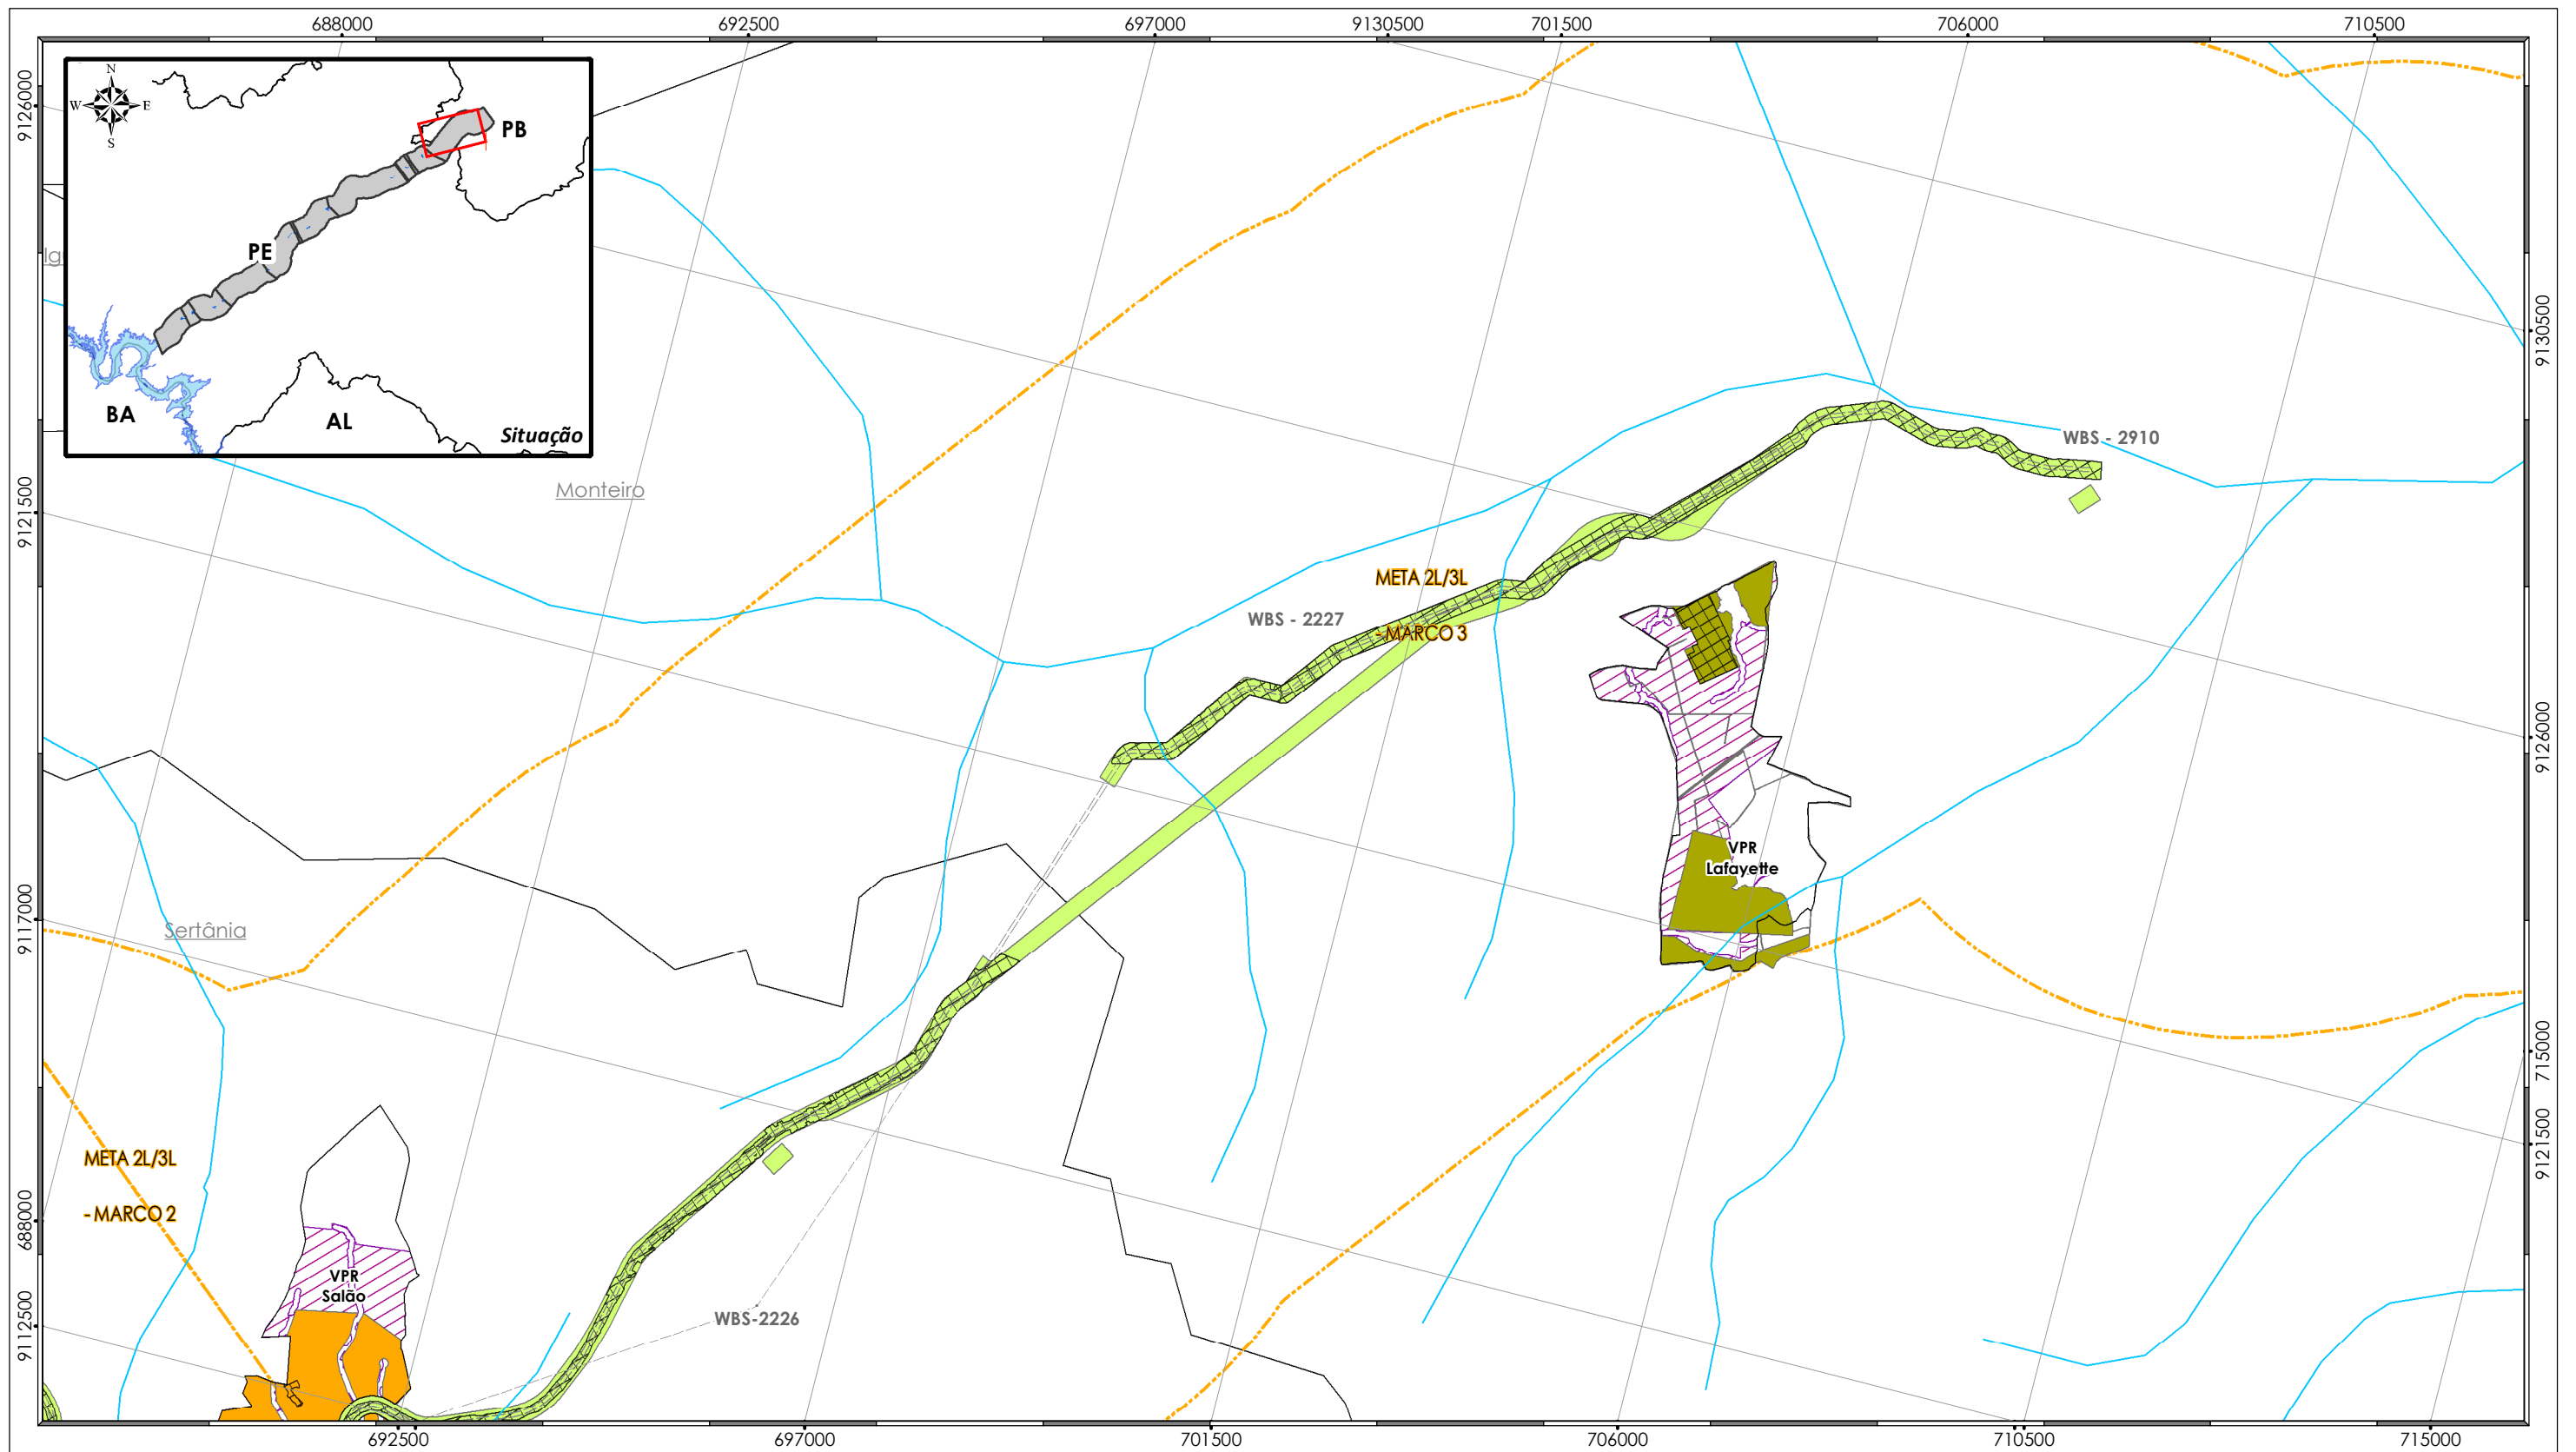 688000
692500
697000
9130500
701500
706000
710500
9126000
9121500
9117000
688000
9112500
9130500
9126000
715000
9121500
692500
697000
701500
706000
710500
715000
N
W
E
S
PB
PE
BA
AL
Situação
Ig
Monteiro
Sertânia
WBS - 2910
META 2L/3L
- MARCO 3
WBS - 2227
VPR
Lafayette
META 2L/3L
- MARCO 2
VPR
Salão
WBS-2226